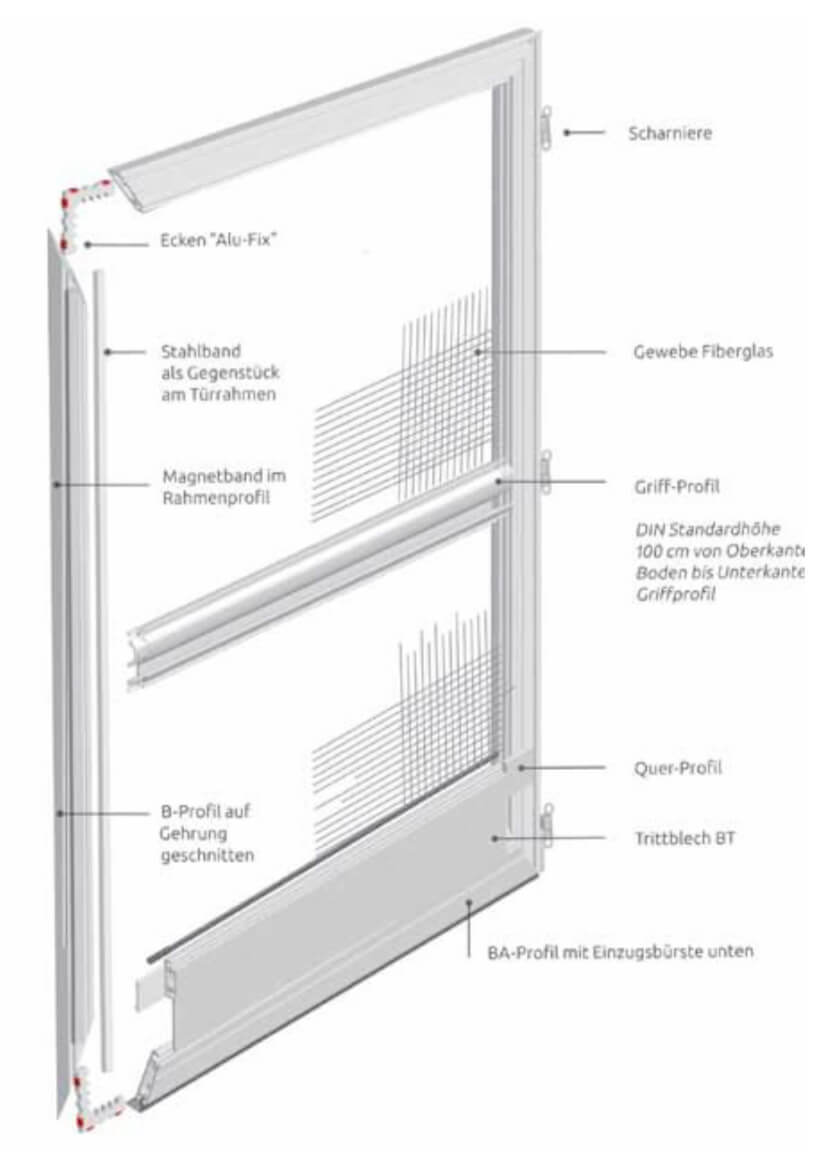 Scharniere
Ecken "Alu-Fix"
Stahlband
als Gegenstück
am Türrahmen
Gewebe Fiberglas
Magnetband im
Rahmenprofil
Griff-Profil
DIN Standardhöhe
100 cm von Oberkante
Boden bis Unterkante
Griffprofil
Quer-Profil
B-Profil auf
Gehrung
geschnitten
Trittblech BT
BA-Profil mit Einzugsbürste unten